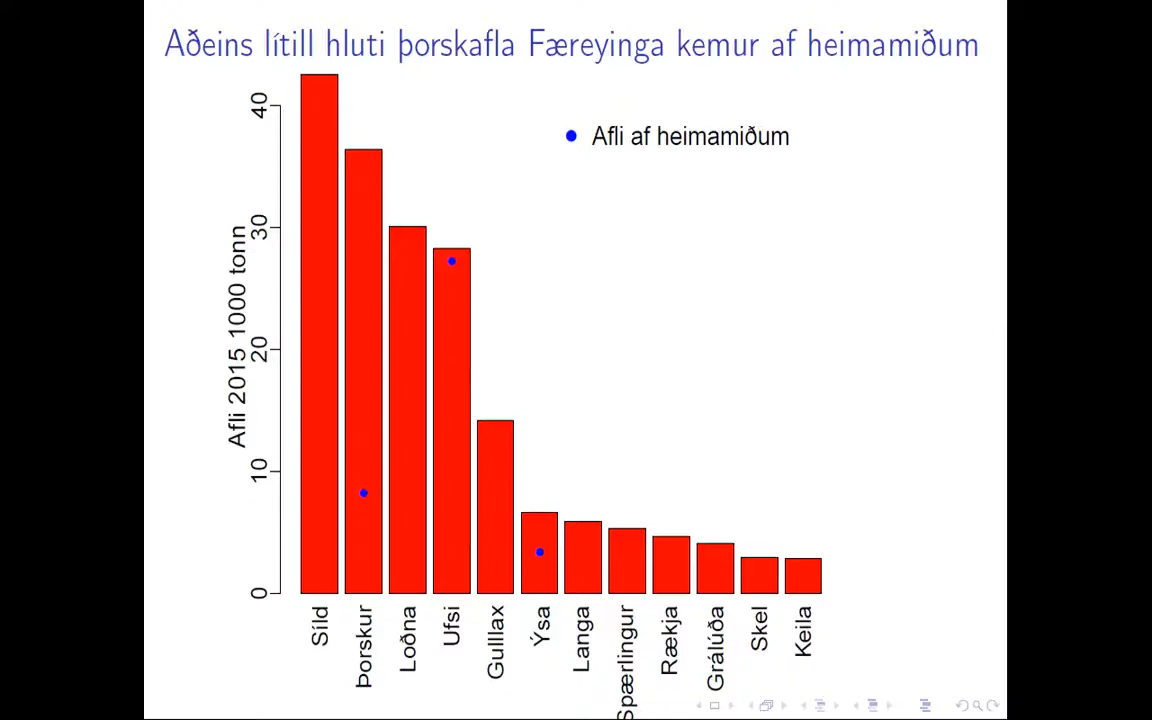 Aðeins lítill hluti þorskafla Færeyinga kemur af heimamiðum
Afli af heimamiðum
Afli 2015 1000 tonn
40
30
20
10
0
Síld
Þorskur
Loðna
Ufsi
Gulllax
Ýsa
Langa
Spærlingur
Rækja
Grálúða
Skel
Keila